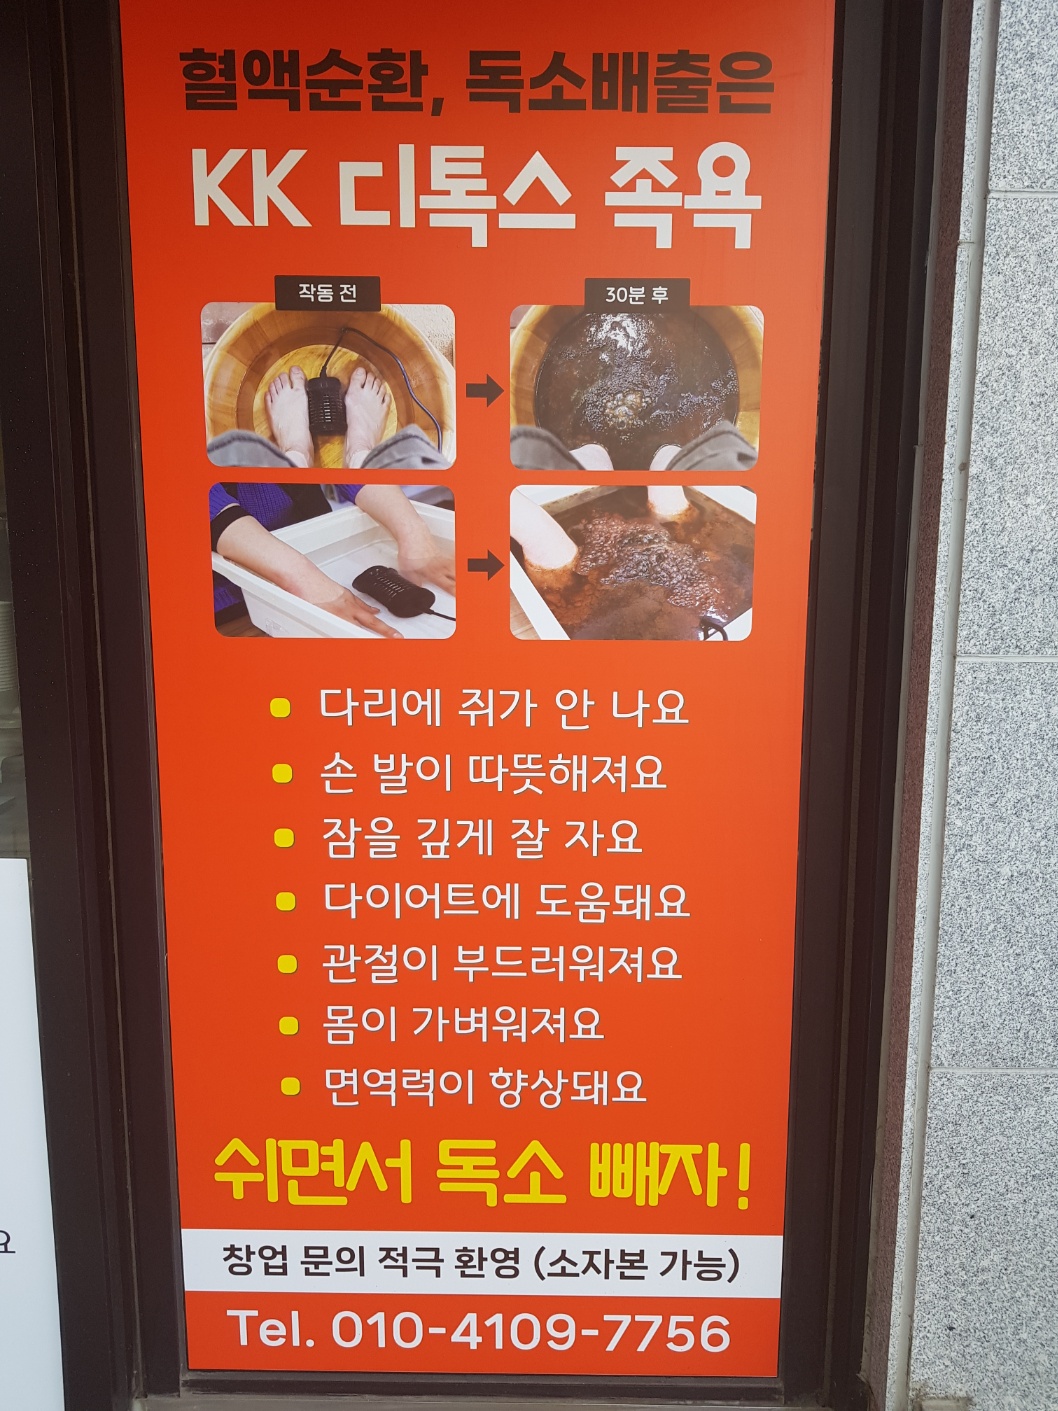 혈액순환, 독소배출은
KK 디톡스 족욕
작동 전
30분 후
다리에 쥐가 안 나요
손 발이 따뜻해져요
잠을 깊게 잘 자요
다이어트에 도움돼요
관절이 부드러워져요
몸이 가벼워져요
면역력이 향상돼요
쉬면서 독소 빼자!
창업 문의 적극 환영 (소자본 가능)
Tel. 010-4109-7756
요